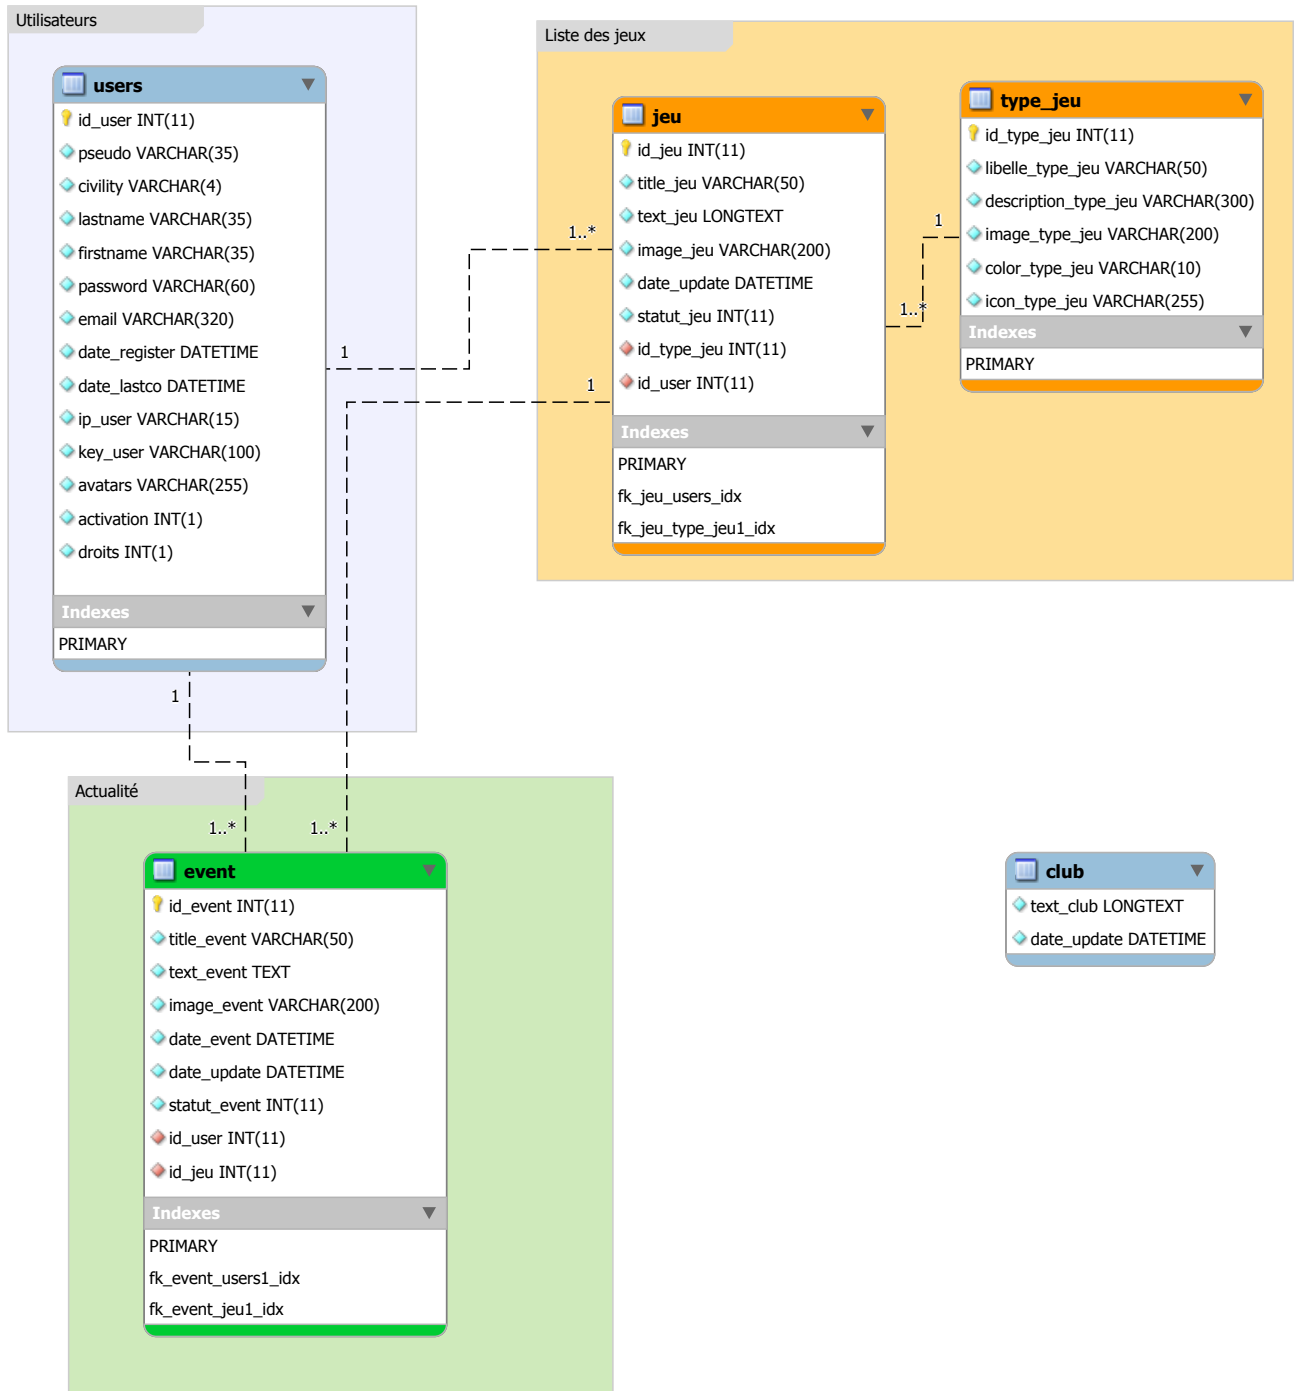 Utilisateurs
users
id_user INT(11)
pseudo VARCHAR(35)
civility VARCHAR(4)
lastname VARCHAR(35)
firstname VARCHAR(35)
password VARCHAR(60)
email VARCHAR(320)
date_register DATETIME
date_lastco DATETIME
ip_user VARCHAR(15)
key_user VARCHAR(100)
avatars VARCHAR(255)
activation INT(1)
droits INT(1)
Indexes
PRIMARY
1
1..*
1
1
Liste des jeux
jeu
id_jeu INT(11)
title_jeu VARCHAR(50)
text_jeu LONGTEXT
image_jeu VARCHAR(200)
date_update DATETIME
statut_jeu INT(11)
id_type_jeu INT(11)
id_user INT(11)
Indexes
PRIMARY
fk_jeu_users_idx
fk_jeu_type_jeu1_idx
1
1..*
type_jeu
id_type_jeu INT(11)
libelle_type_jeu VARCHAR(50)
description_type_jeu VARCHAR(300)
image_type_jeu VARCHAR(200)
color_type_jeu VARCHAR(10)
icon_type_jeu VARCHAR(255)
Indexes
PRIMARY
Actualité
1..*
1..*
event
id_event INT(11)
title_event VARCHAR(50)
text_event TEXT
image_event VARCHAR(200)
date_event DATETIME
date_update DATETIME
statut_event INT(11)
id_user INT(11)
id_jeu INT(11)
Indexes
PRIMARY
fk_event_users1_idx
fk_event_jeu1_idx
club
text_club LONGTEXT
date_update DATETIME